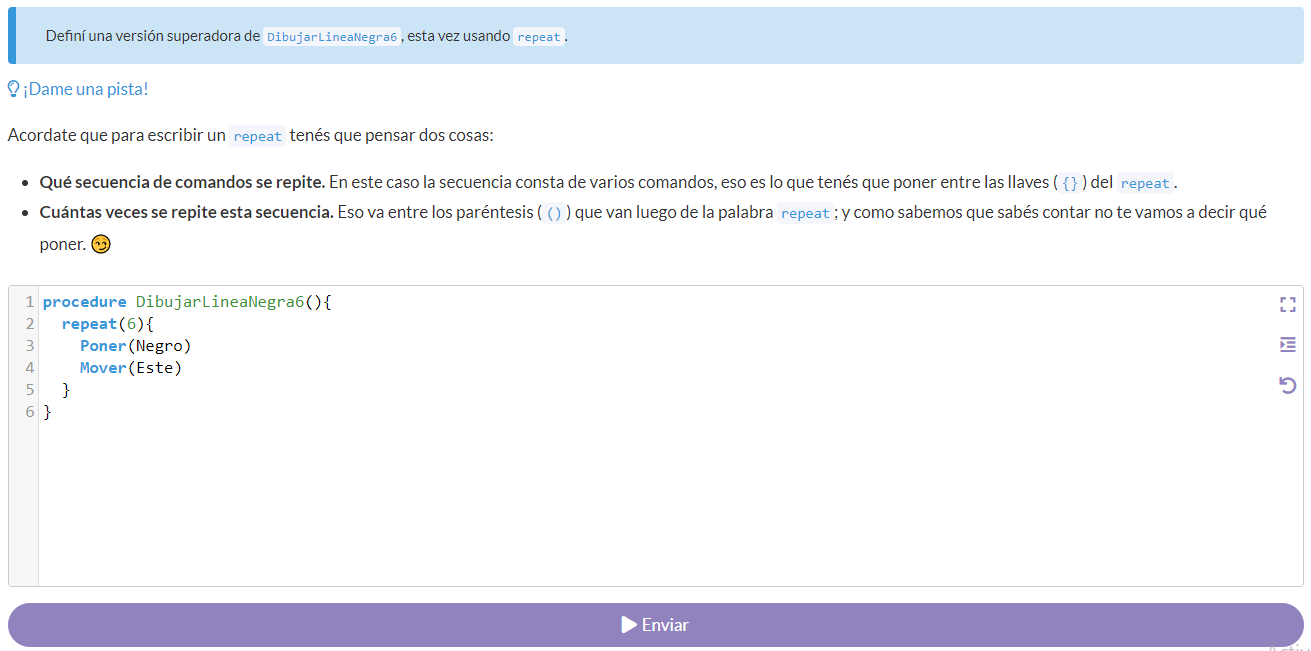 Definí una versión superadora de DibujarLineaNegra6, esta vez usando repeat.
¡Dame una pista!
Acordate que para escribir un repeat tenés que pensar dos cosas:
• Qué secuencia de comandos se repite. En este caso la secuencia consta de varios comandos, eso es lo que tenés que poner entre las llaves ( {} ) del repeat.
• Cuántas veces se repite esta secuencia. Eso va entre los paréntesis ( () ) que van luego de la palabra repeat; y como sabemos que sabés contar no te vamos a decir qué
poner. 😏
1 procedure DibujarLineaNegra6(){
2   repeat(6){
3     Poner(Negro)
4     Mover(Este)
5   }
6 }
Enviar